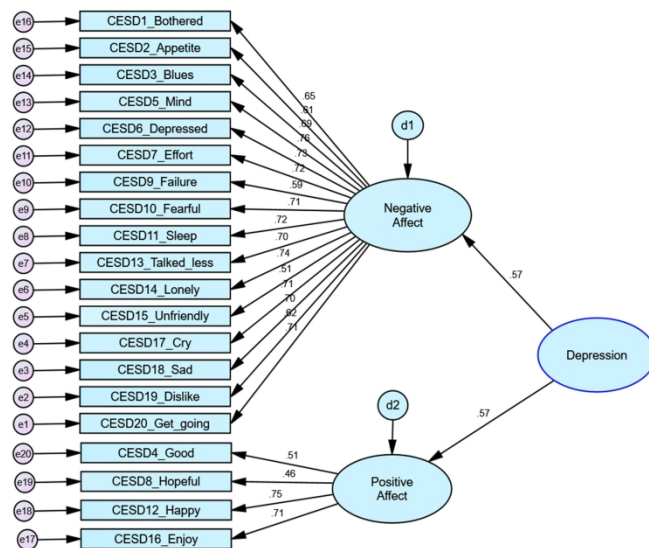 e16 CESD1_Bothered
e15 CESD2_Appetite
e14 CESD3_Blues
e13 CESD5_Mind
e12 CESD6_Depressed
e11 CESD7_Effort
e10 CESD9_Failure
e9 CESD10_Fearful
e8 CESD11_Sleep
e7 CESD13_Talked_less
e6 CESD14_Lonely
e5 CESD15_Unfriendly
e4 CESD17_Cry
e3 CESD18_Sad
e2 CESD19_Dislike
e1 CESD20_Get_going
e20 CESD4_Good
e19 CESD8_Hopeful
e18 CESD12_Happy
e17 CESD16_Enjoy
.65
.61
.69
.76
.73
.72
.59
.71
.72
.70
.74
.51
.71
.70
.62
.71
d1
Negative
Affect
.57
Depression
.57
d2
Positive
Affect
.51
.46
.75
.71